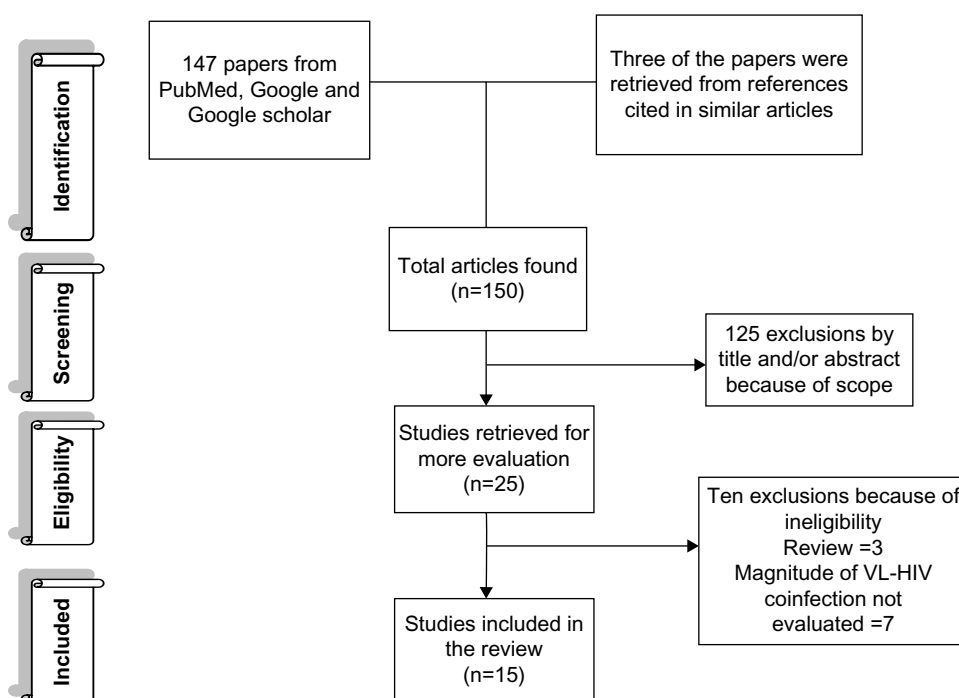 Identification
147 papers from
PubMed, Google and
Google scholar
Three of the papers were
retrieved from references
cited in similar articles
Total articles found
(n=150)
Screening
125 exclusions by
title and/or abstract
because of scope
Eligibility
Studies retrieved for
more evaluation
(n=25)
Ten exclusions because of
ineligibility
Review =3
Magnitude of VL-HIV
coinfection not
evaluated =7
Included
Studies included in
the review
(n=15)